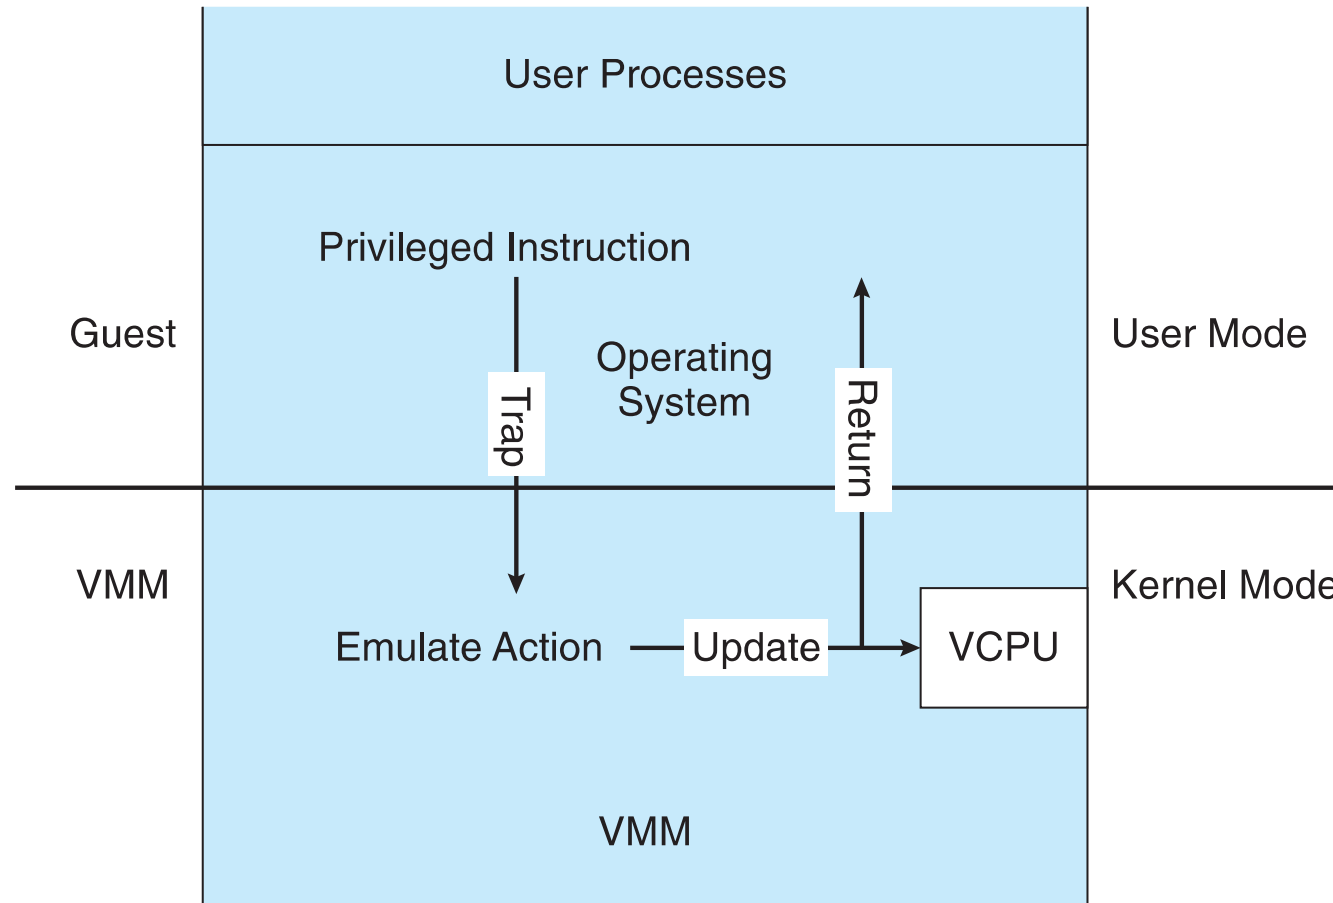 User Processes
Privileged Instruction
Guest
Operating
System
User Mode
Trap
Return
VMM
Kernel Mode
Emulate Action
Update
VCPU
VMM